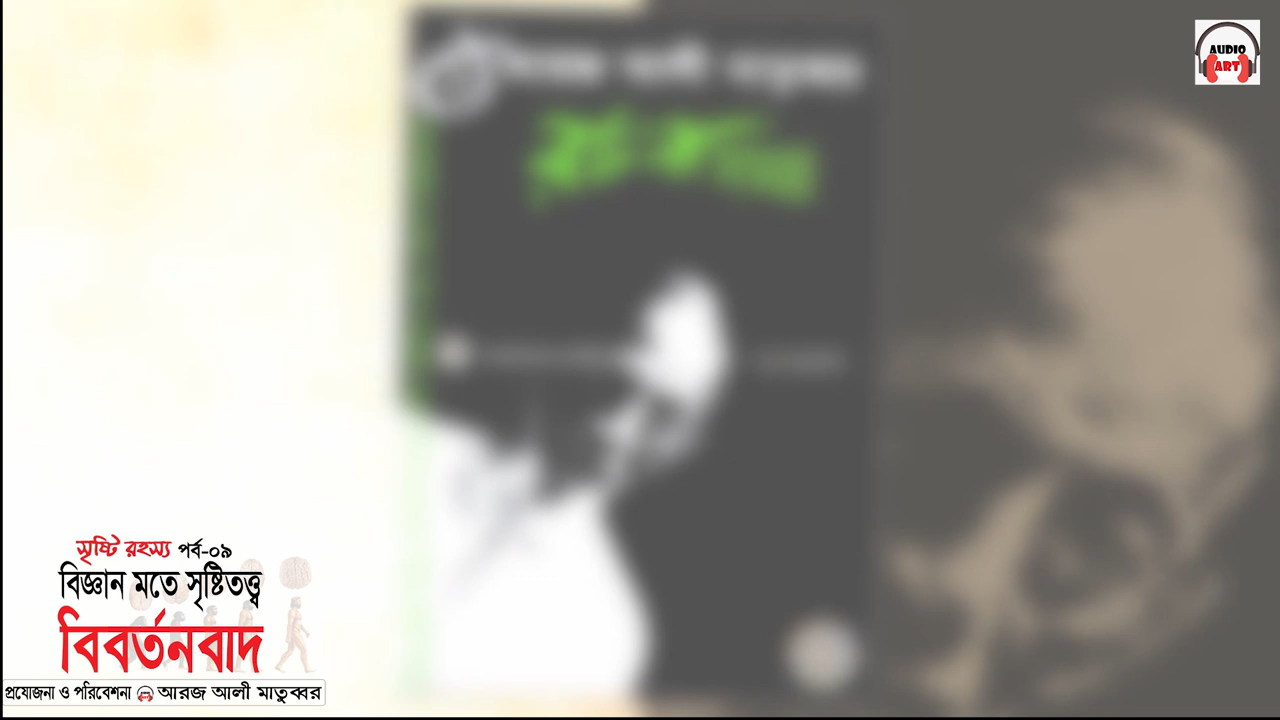 AUDIO
ART
সৃষ্টি রহস্য পর্ব-০৯
বিজ্ঞান মতে সৃষ্টিতত্ত্ব
বিবর্তনবাদ
প্রযোজনা ও পরিবেশনা আরজ আলী মাতুব্বর